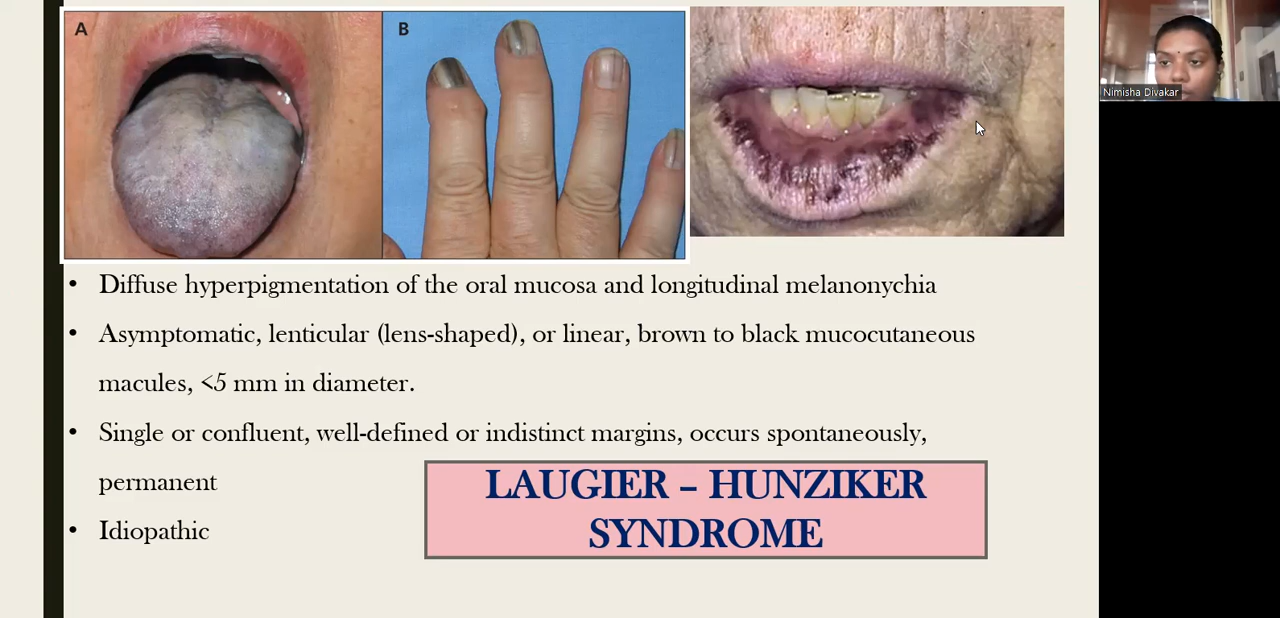 A
B
Nimisha Divakar
• Diffuse hyperpigmentation of the oral mucosa and longitudinal melanonychia
• Asymptomatic, lenticular (lens-shaped), or linear, brown to black mucocutaneous
macules, <5 mm in diameter.
• Single or confluent, well-defined or indistinct margins, occurs spontaneously,
permanent
• Idiopathic
LAUGIER – HUNZIKER
SYNDROME